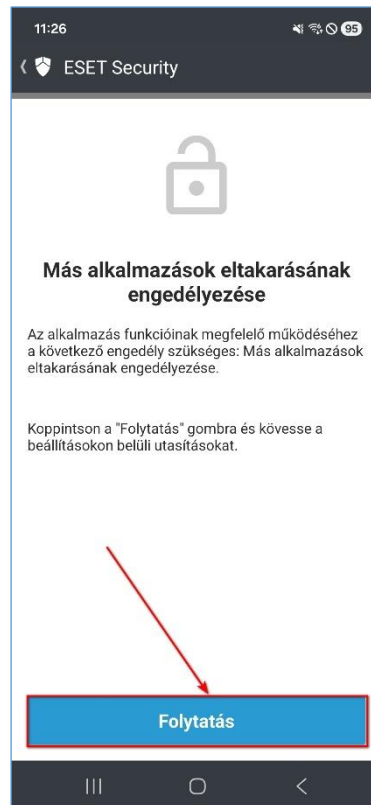 11:26
95
ESET Security
Más alkalmazások eltakarásának
engedélyezése
Az alkalmazás funkcióinak megfelelő működéséhez
a következő engedély szükséges: Más alkalmazások
eltakarásának engedélyezése.
Koppintson a "Folytatás" gombra és kövesse a
beállításokon belüli utasításokat.
Folytatás